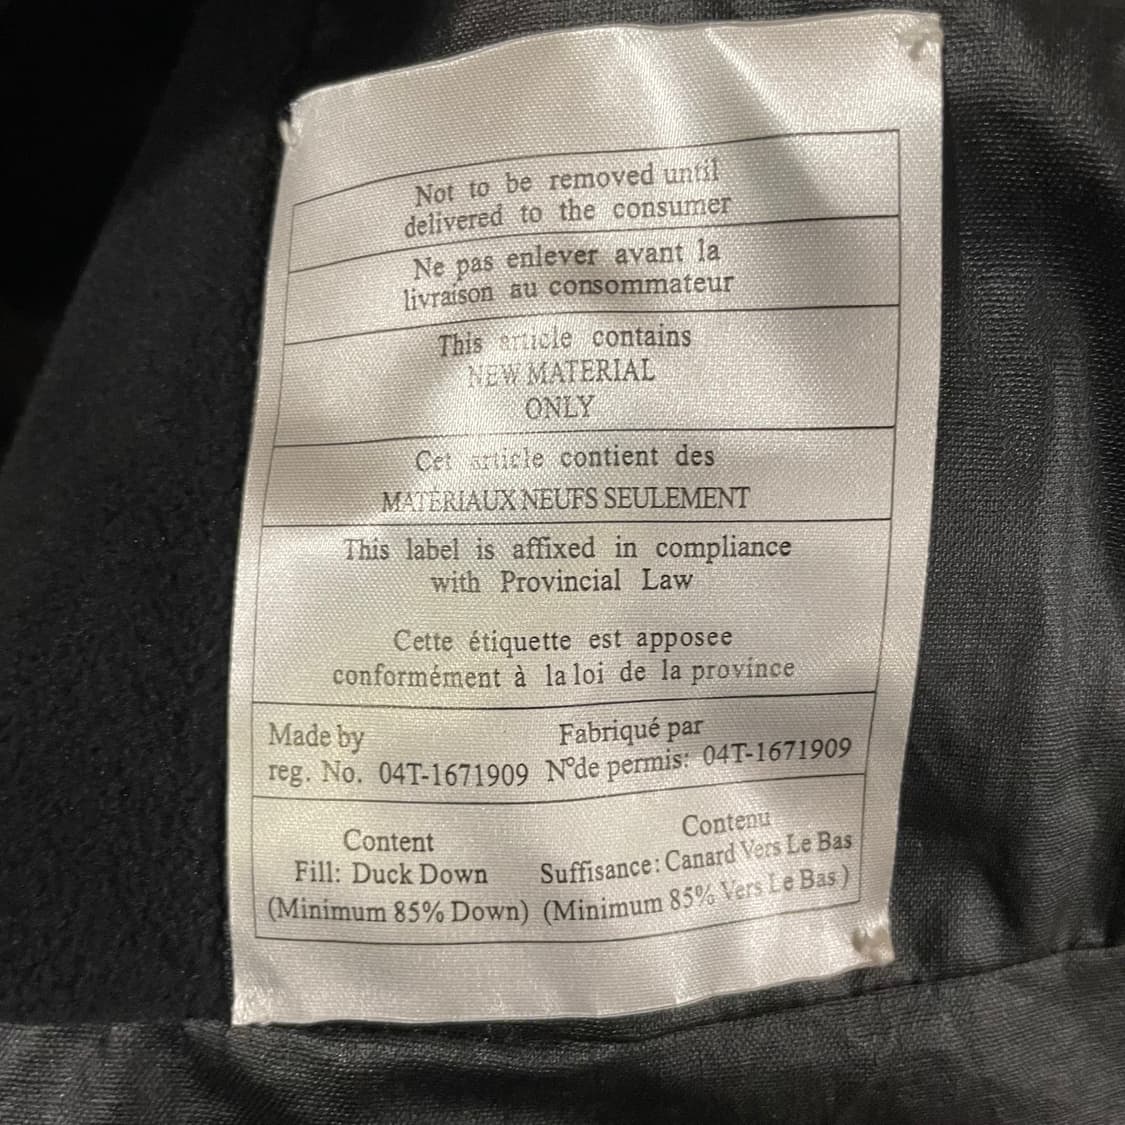 Not to be removed until
delivered to the consumer
Ne pas enlever avant la
livraison au consommateur
This article contains
NEW MATERIAL
ONLY
Cet article contient des
MATÉRIAUX NEUFS SEULEMENT
This label is affixed in compliance
with Provincial Law
Cette étiquette est apposee
conformément à la loi de la province
Made by
reg. No. 04T-1671909
Fabriqué par
N°de permis: 04T-1671909
Content
Fill: Duck Down
(Minimum 85% Down)
Contenu
Suffisance: Canard Vers Le Bas
(Minimum 85% Vers Le Bas )